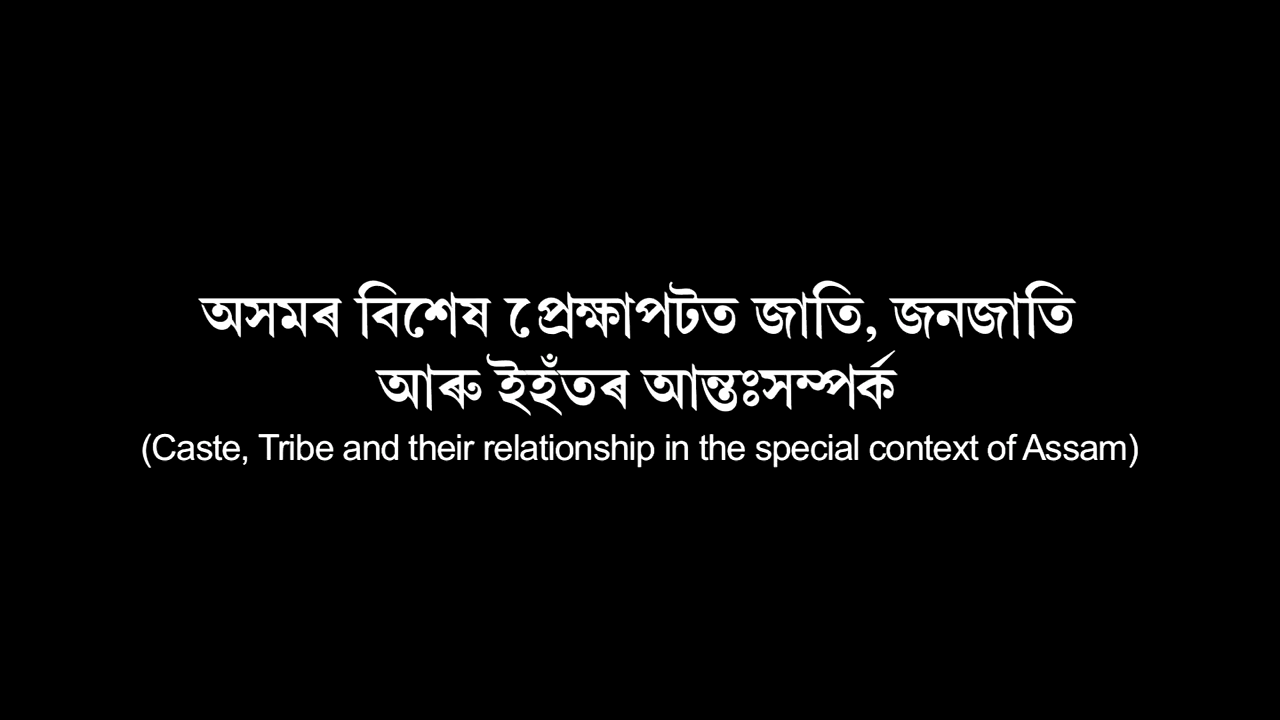 অসমৰ বিশেষ প্ৰেক্ষাপটত জাতি, জনজাতি
আৰু ইহঁতৰ আন্তঃসম্পৰ্ক
(Caste, Tribe and their relationship in the special context of Assam)